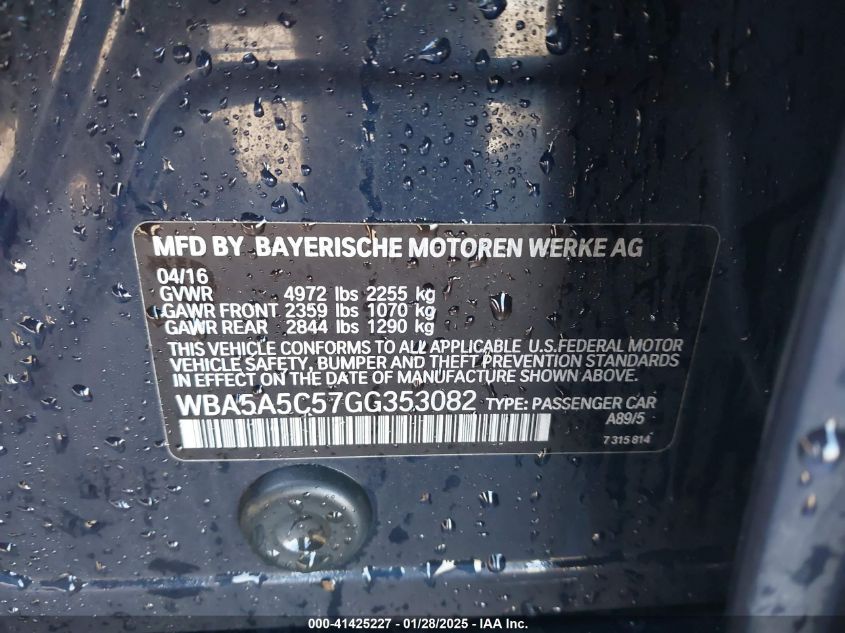 MFD BY BAYERISCHE MOTOREN WERKE AG
04/16
GVWR 4972 lbs 2255 kg
GAWR FRONT 2359 lbs 1070 kg
GAWR REAR 2844 lbs 1290 kg
THIS VEHICLE CONFORMS TO ALL APPLICABLE U.S.FEDERAL MOTOR
VEHICLE SAFETY, BUMPER AND THEFT PREVENTION STANDARDS
IN EFFECT ON THE DATE OF MANUFACTURE SHOWN ABOVE.
WBA5A5C57GG353082 TYPE: PASSENGER CAR
A89/5
7 315 814
000-41425227 - 01/28/2025 - IAA Inc.